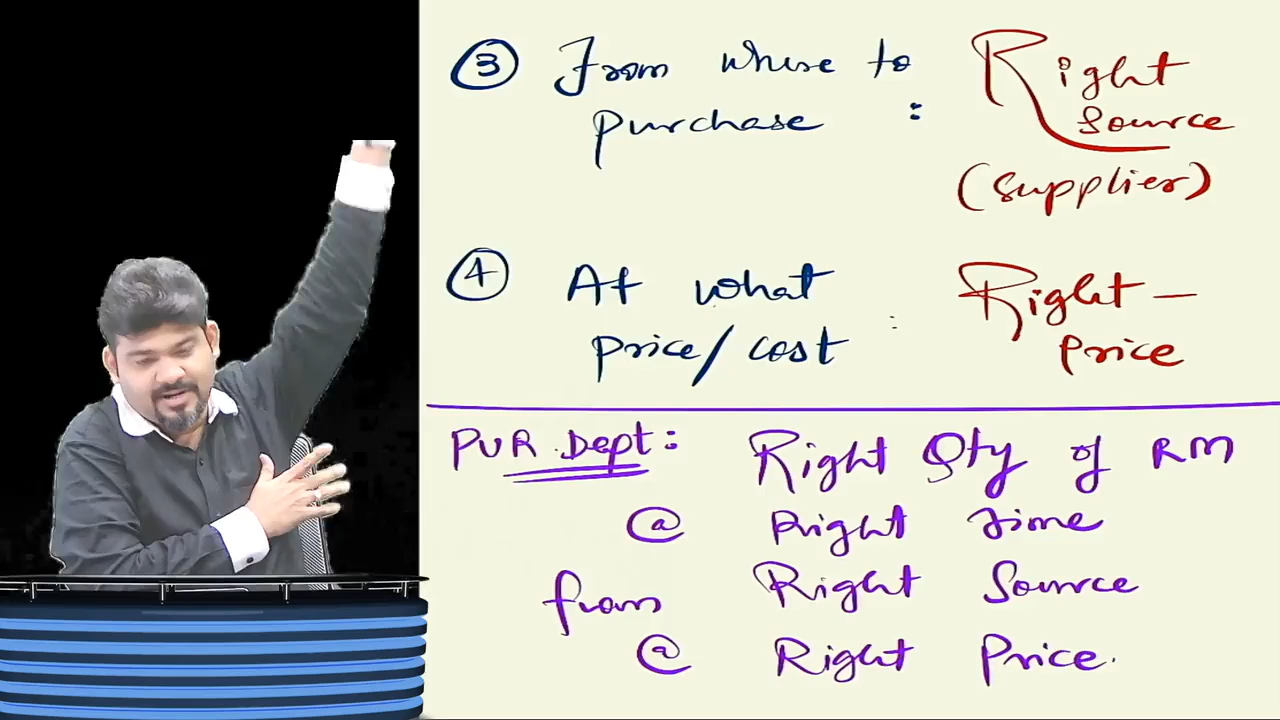 ③ From where to Right
purchase : Source
(Supplier)
④ At what : Right –
price/cost Price
PUR Dept: Right Qty of RM
@ Right Time
from Right Source
@ Right Price.